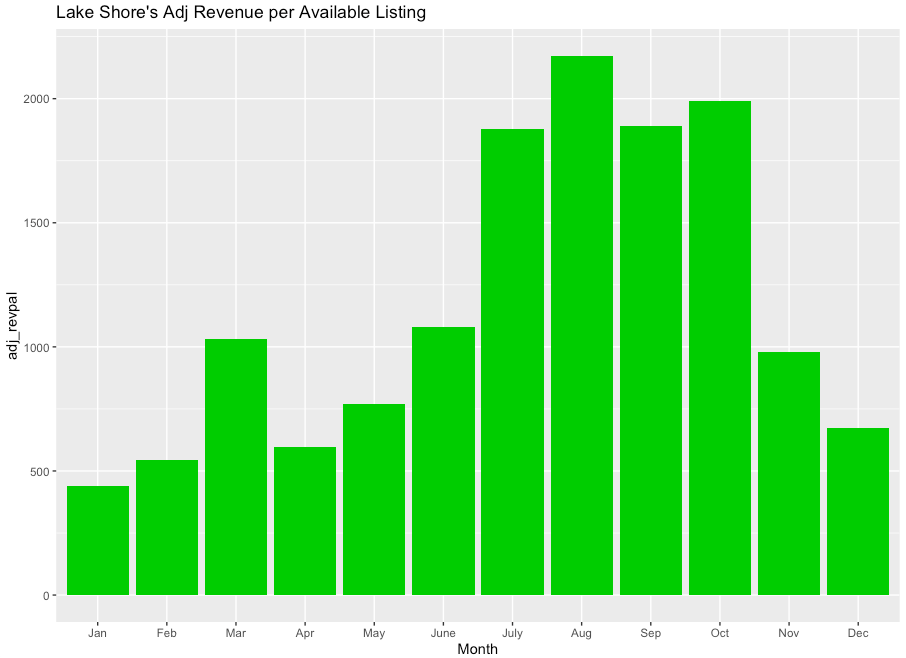 Lake Shore's Adj Revenue per Available Listing
adj_revpal
2000
1500
1000
500
0
Jan Feb Mar Apr May June July Aug Sep Oct Nov Dec
Month